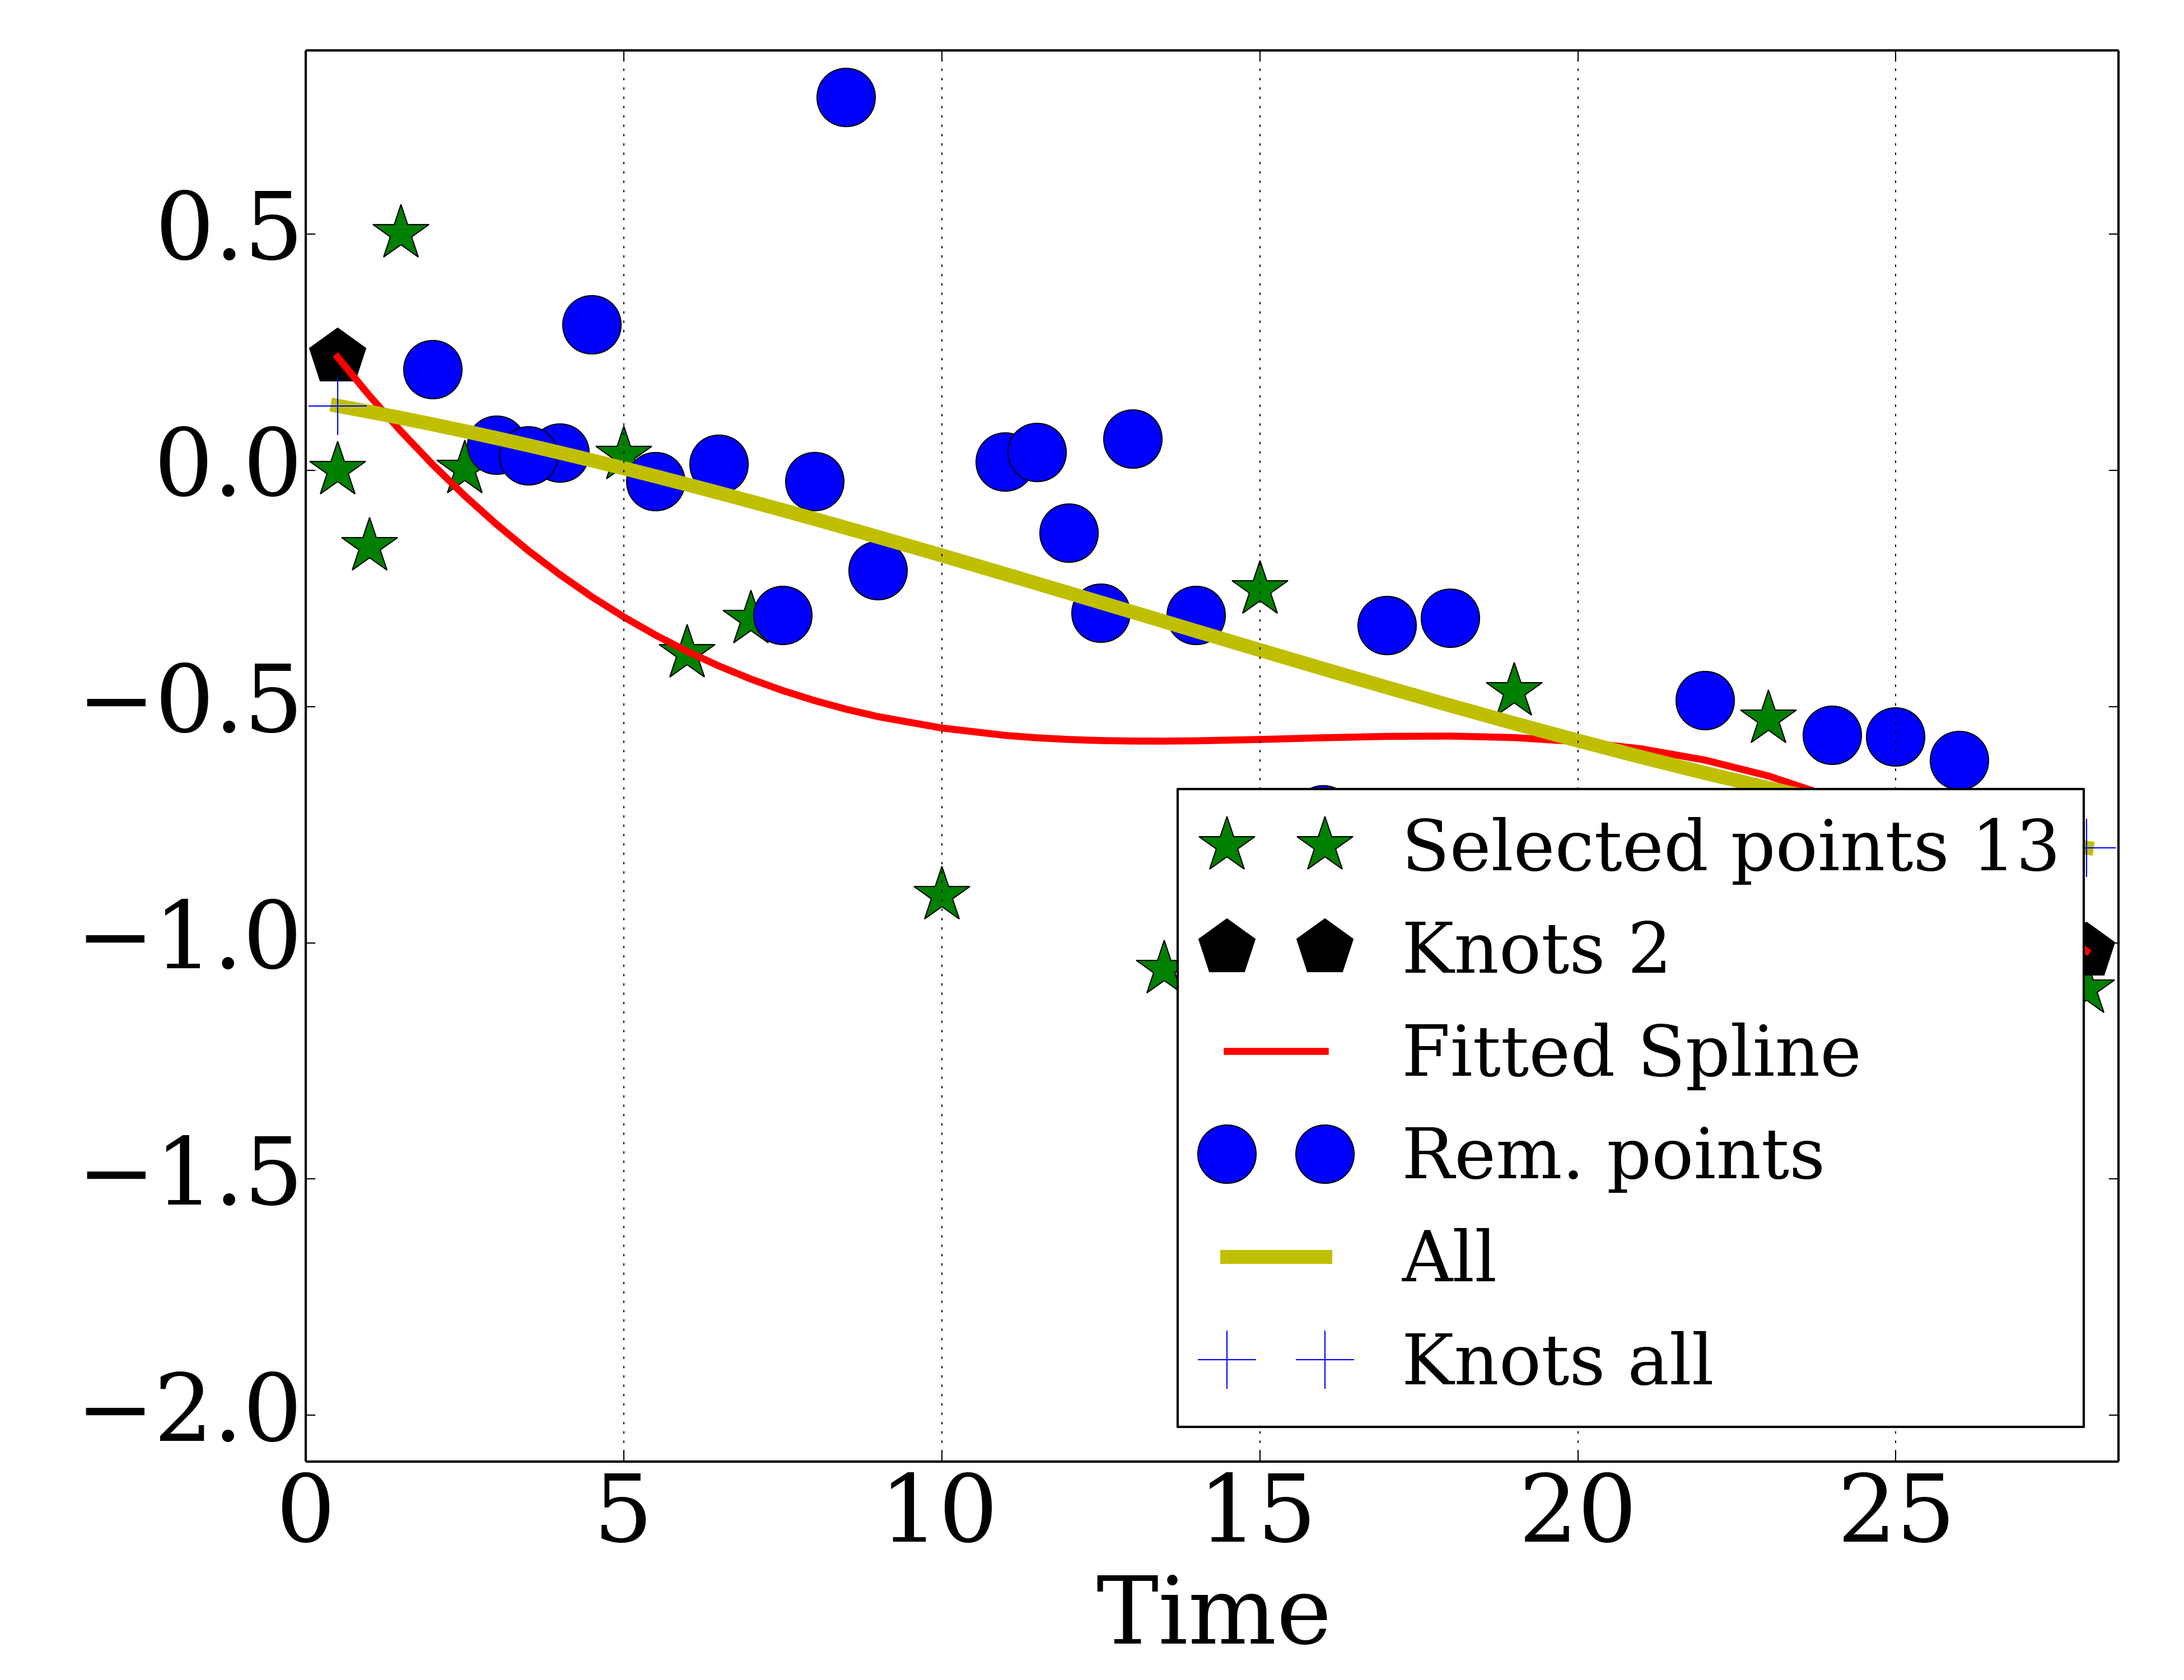 0.5
0.0
−0.5
−1.0
−1.5
−2.0
Selected points 13
Knots 2
Fitted Spline
Rem. points
All
Knots all
0 5 10 15 20 25
Time